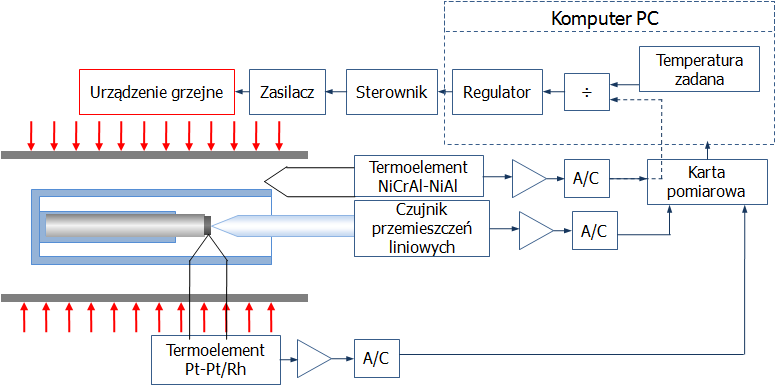 Komputer PC
Temperatura
zadana
Urządzenie grzejne
Zasilacz
Sterownik
Regulator
÷
Termoelement
NiCrAl-NiAl
A/C
Karta
pomiarowa
Czujnik
przemieszczeń
liniowych
A/C
Termoelement
Pt-Pt/Rh
A/C